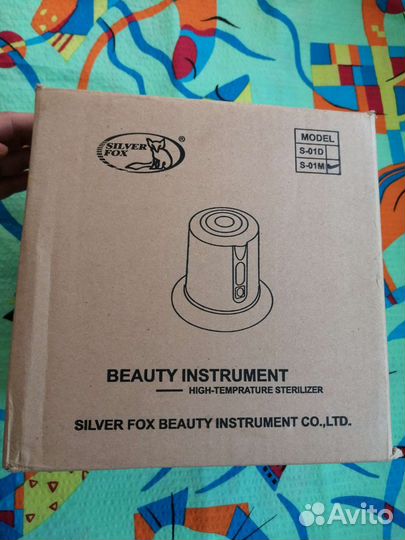 SILVER
FOX
®
MODEL
S-01D
S-01M
BEAUTY INSTRUMENT
HIGH-TEMPRATURE STERILIZER
SILVER FOX BEAUTY INSTRUMENT CO.,LTD.
Avito